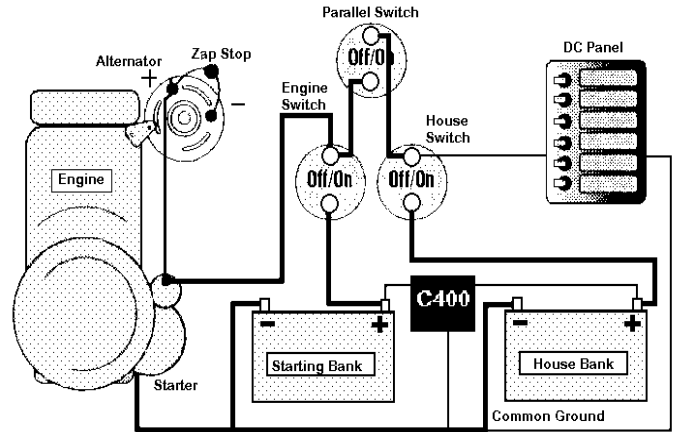 Parallel Switch
Alternator
Zap Stop
+
-
Off/On
DC Panel
Engine
Switch
House
Switch
Off/On
Off/On
Engine
C400
-
+
-
+
Starting Bank
House Bank
Starter
Common Ground